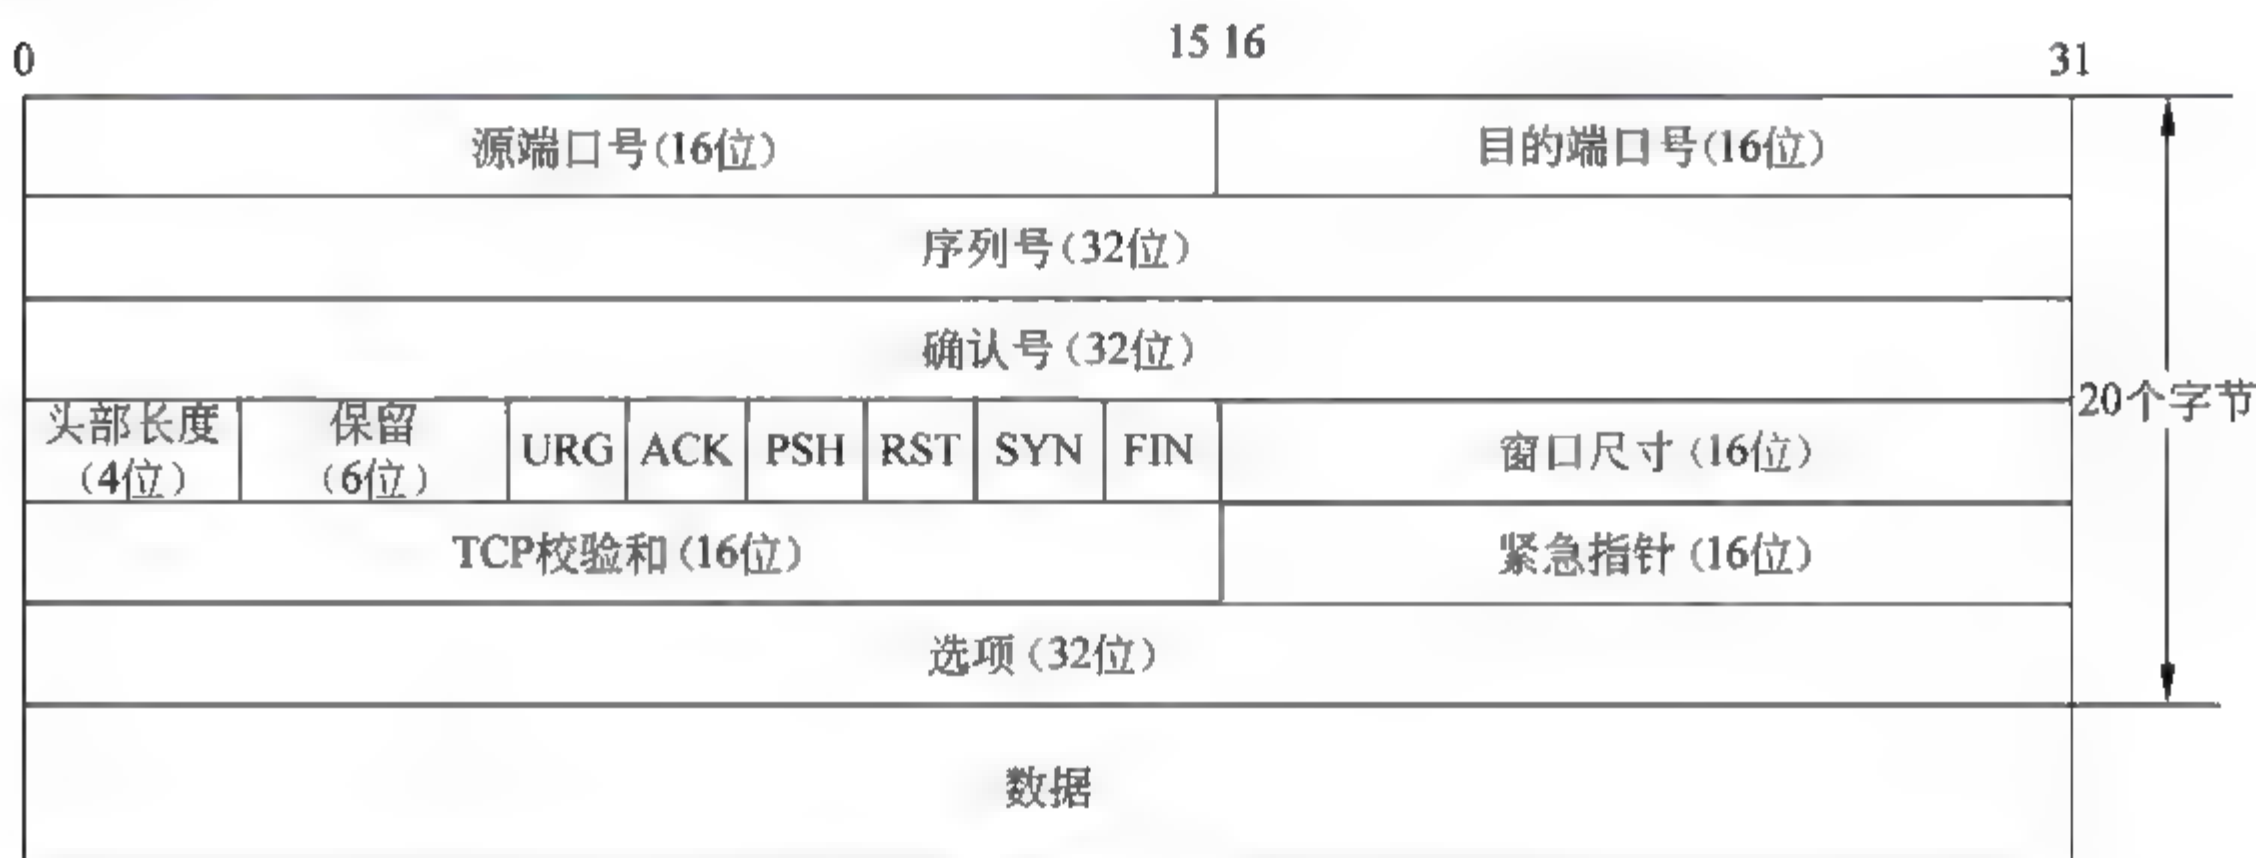 0 15 16 31
源端口号(16位) 目的端口号(16位)
序列号(32位)
确认号(32位)
20个字节
头部长度 保留
(4位) (6位) URG ACK PSH RST SYN FIN 窗口尺寸(16位)
TCP校验和(16位) 紧急指针(16位)
选项(32位)
数据